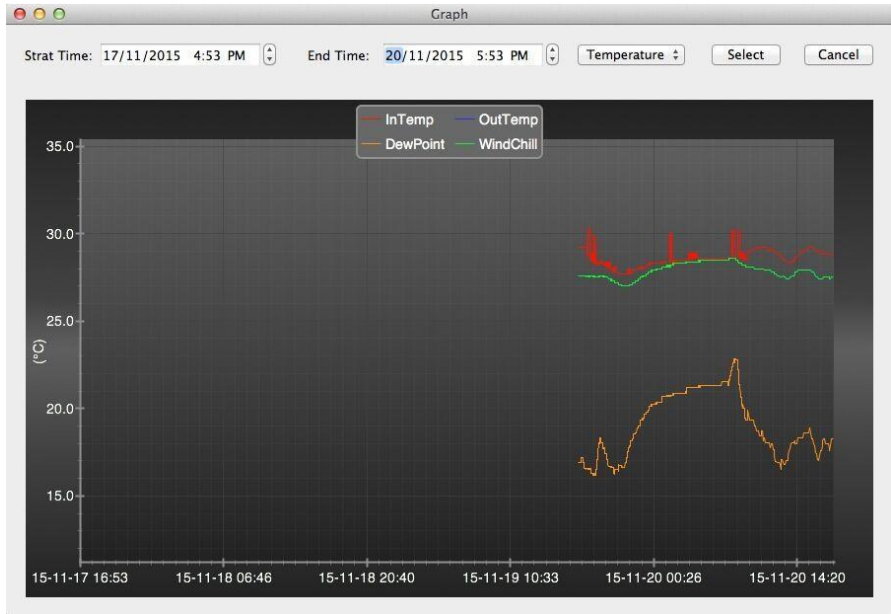 Graph
Strat Time: 17/11/2015 4:53 PM End Time: 20/11/2015 5:53 PM Temperature Select Cancel
InTemp OutTemp
DewPoint WindChill
35.0
30.0
25.0
(°C)
20.0
15.0
15-11-17 16:53 15-11-18 06:46 15-11-18 20:40 15-11-19 10:33 15-11-20 00:26 15-11-20 14:20